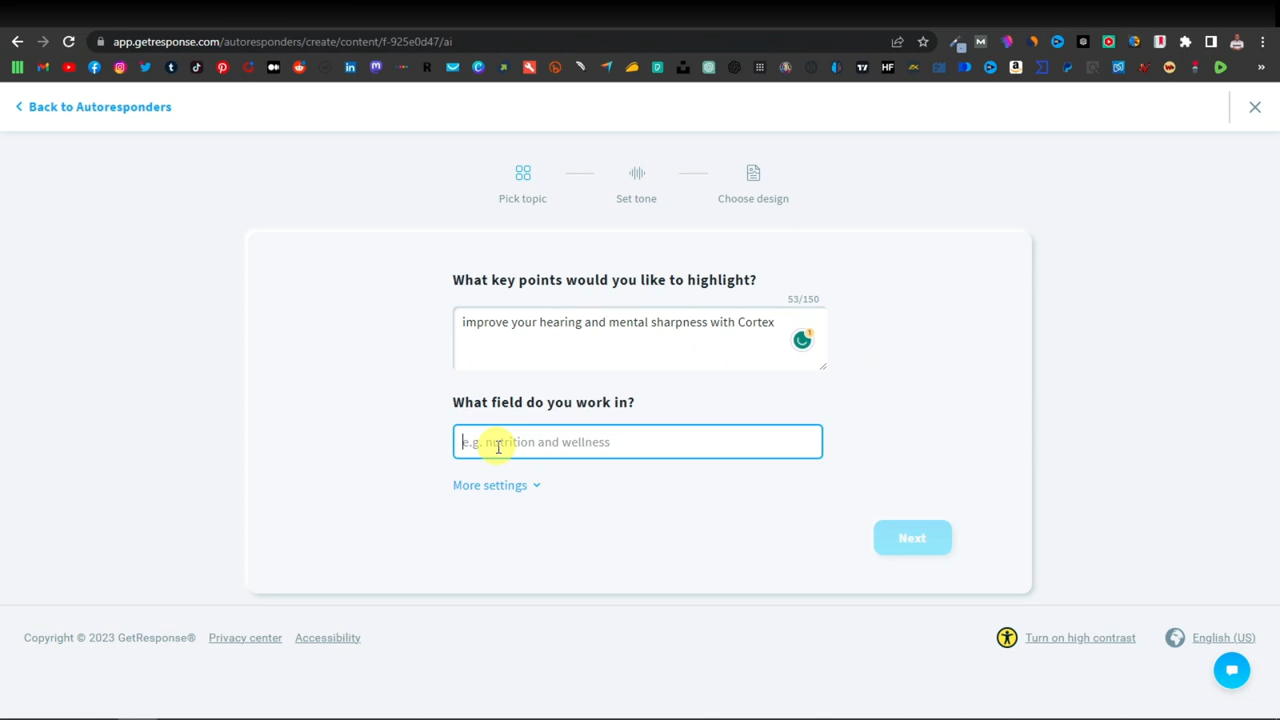 app.getresponse.com/autoresponders/create/content/f-925e0d47/ai
Back to Autoresponders
Pick topic
Set tone
Choose design
What key points would you like to highlight?
53/150
improve your hearing and mental sharpness with Cortex
1
What field do you work in?
e.g. nutrition and wellness
More settings
Next
Copyright © 2023 GetResponse® Privacy center Accessibility
Turn on high contrast
English (US)